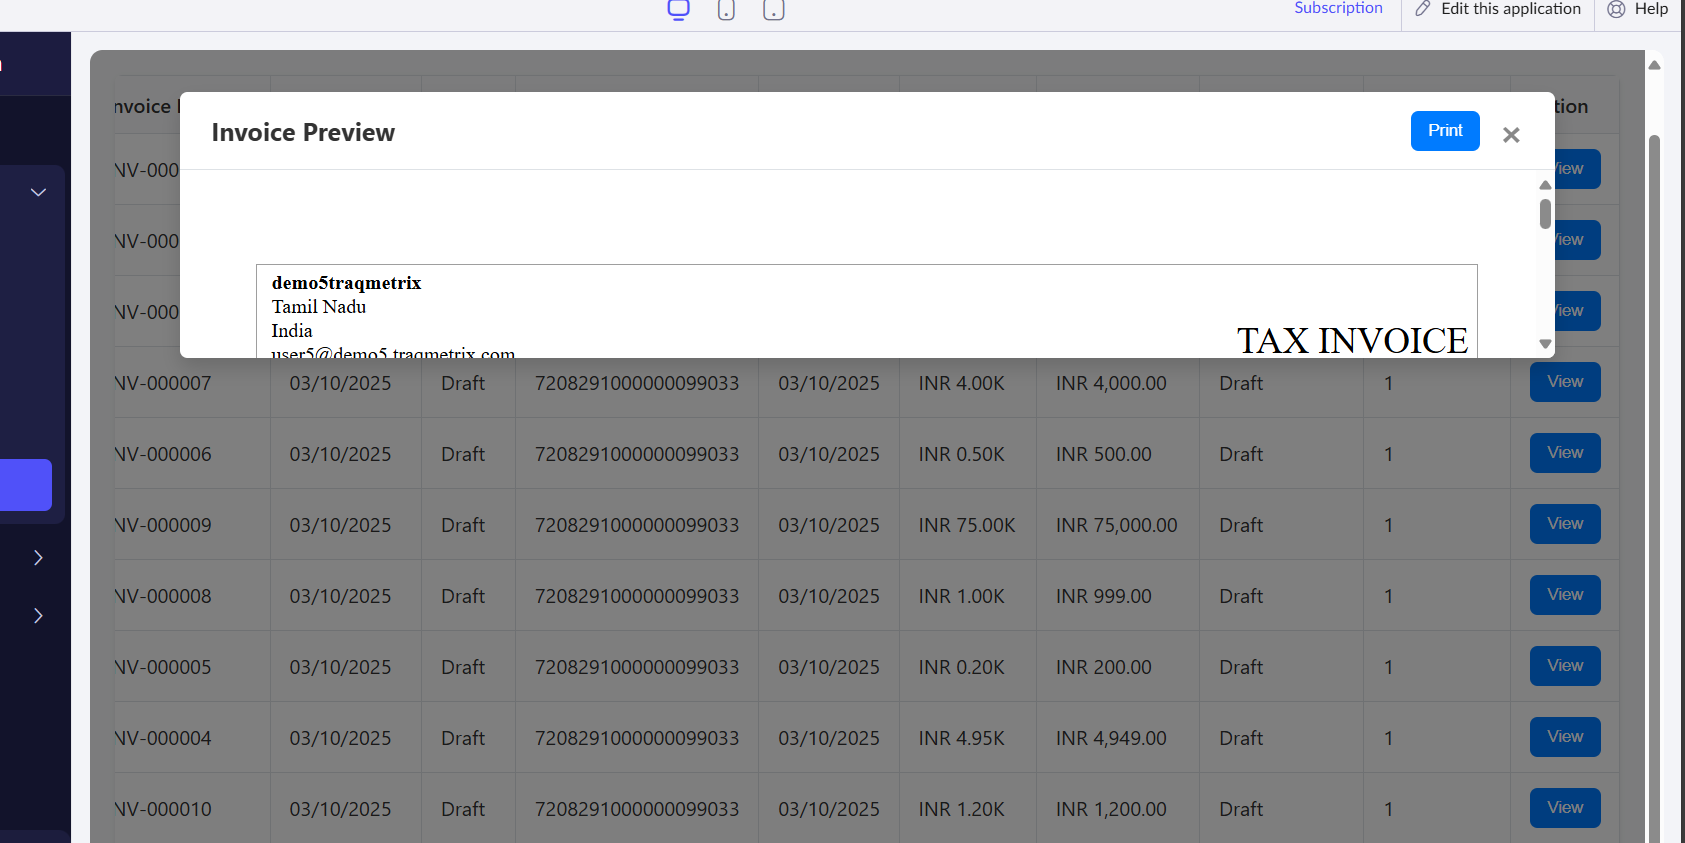 Subscription
Edit this application
Help
Invoice Preview
Print
×
demo5traqmetrix
Tamil Nadu
India
user5@demo5.traqmetrix.com
TAX INVOICE
nvoice
tion
NV-000
iew
NV-000
iew
NV-000
iew
NV-000007 03/10/2025 Draft 7208291000000099033 03/10/2025 INR 4.00K INR 4,000.00 Draft 1 View
NV-000006 03/10/2025 Draft 7208291000000099033 03/10/2025 INR 0.50K INR 500.00 Draft 1 View
NV-000009 03/10/2025 Draft 7208291000000099033 03/10/2025 INR 75.00K INR 75,000.00 Draft 1 View
NV-000008 03/10/2025 Draft 7208291000000099033 03/10/2025 INR 1.00K INR 999.00 Draft 1 View
NV-000005 03/10/2025 Draft 7208291000000099033 03/10/2025 INR 0.20K INR 200.00 Draft 1 View
NV-000004 03/10/2025 Draft 7208291000000099033 03/10/2025 INR 4.95K INR 4,949.00 Draft 1 View
NV-000010 03/10/2025 Draft 7208291000000099033 03/10/2025 INR 1.20K INR 1,200.00 Draft 1 View